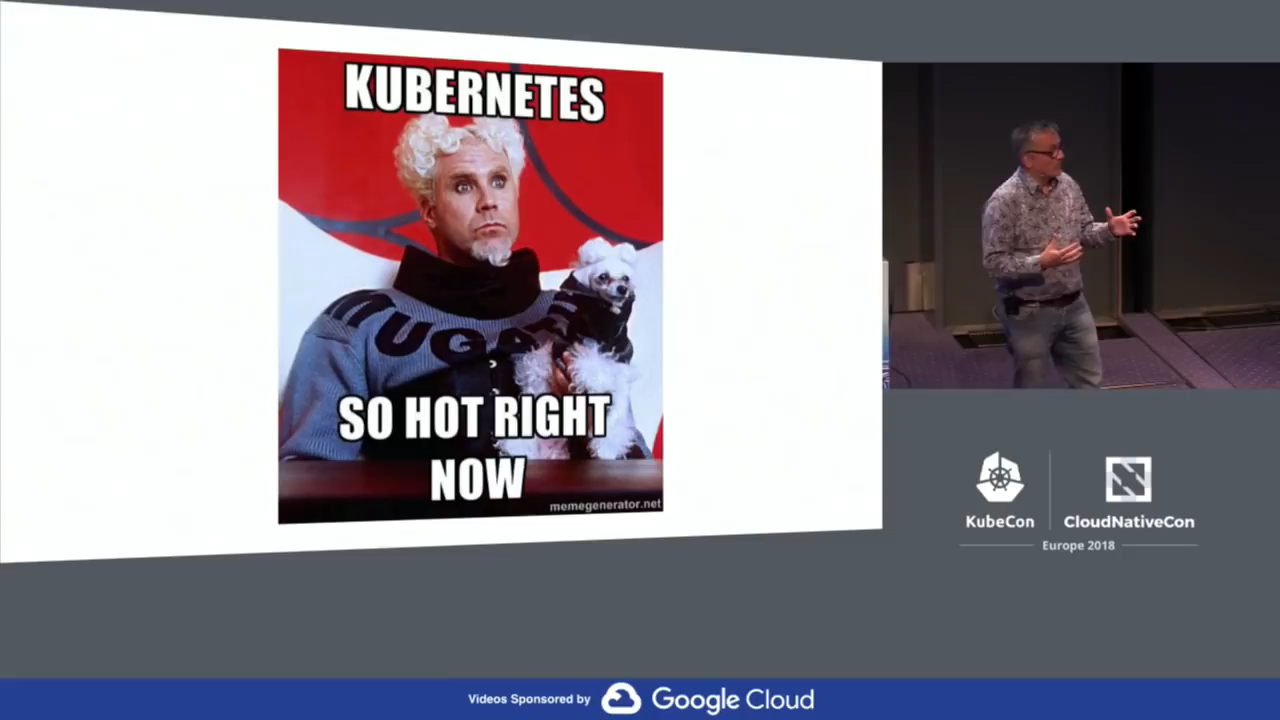 KUBERNETES
SO HOT RIGHT
NOW
memegenerator.net
KubeCon
CloudNativeCon
Europe 2018
Videos Sponsored by Google Cloud